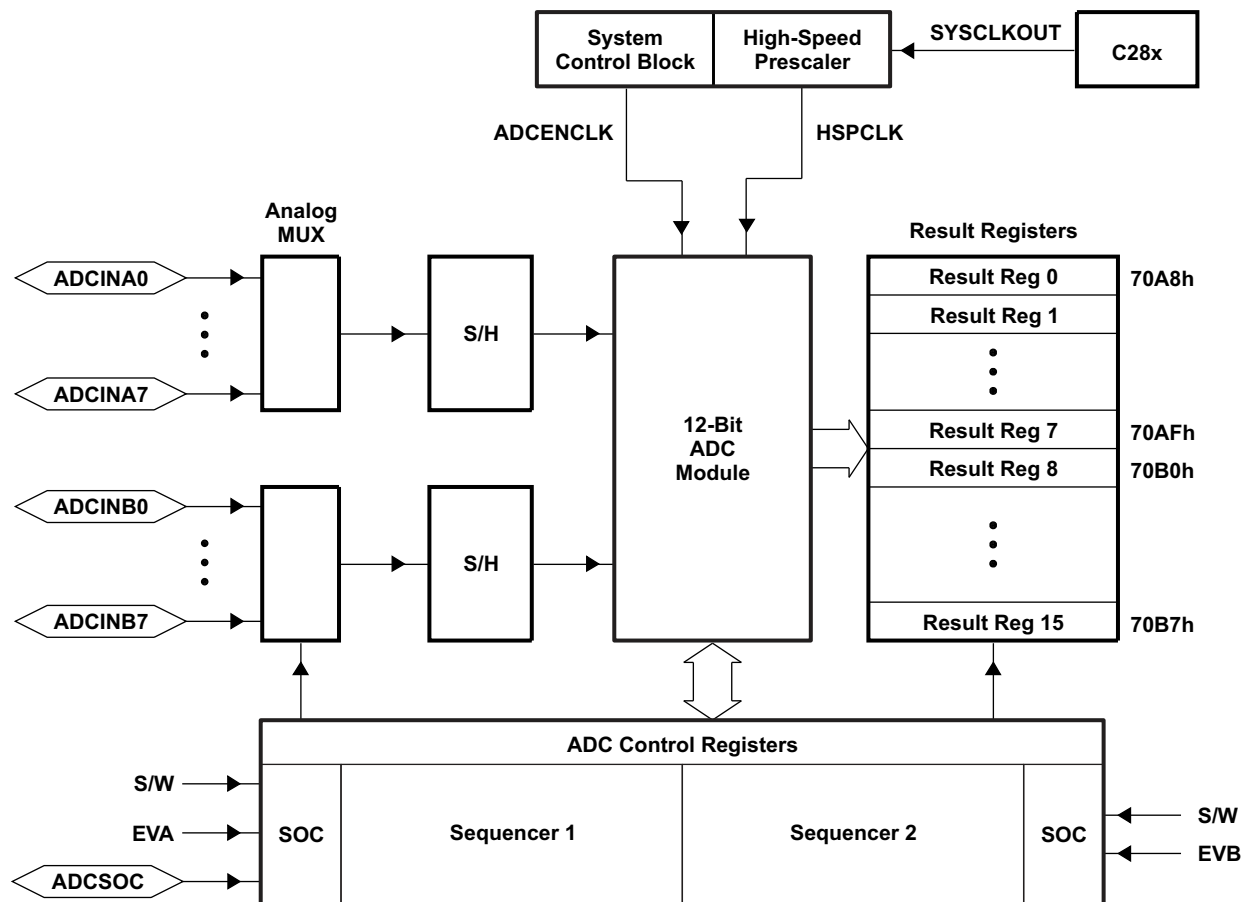 System
Control Block
High-Speed
Prescaler
SYSCLKOUT
C28x
ADCENCLK
HSPCLK
Analog
MUX
Result Registers
ADCINA0
ADCINA7
S/H
12-Bit
ADC
Module
Result Reg 0
70A8h
Result Reg 1
Result Reg 7
70AFh
Result Reg 8
70B0h
ADCINB0
ADCINB7
S/H
Result Reg 15
70B7h
ADC Control Registers
S/W
EVA
ADCSOC
SOC
Sequencer 1
Sequencer 2
SOC
S/W
EVB